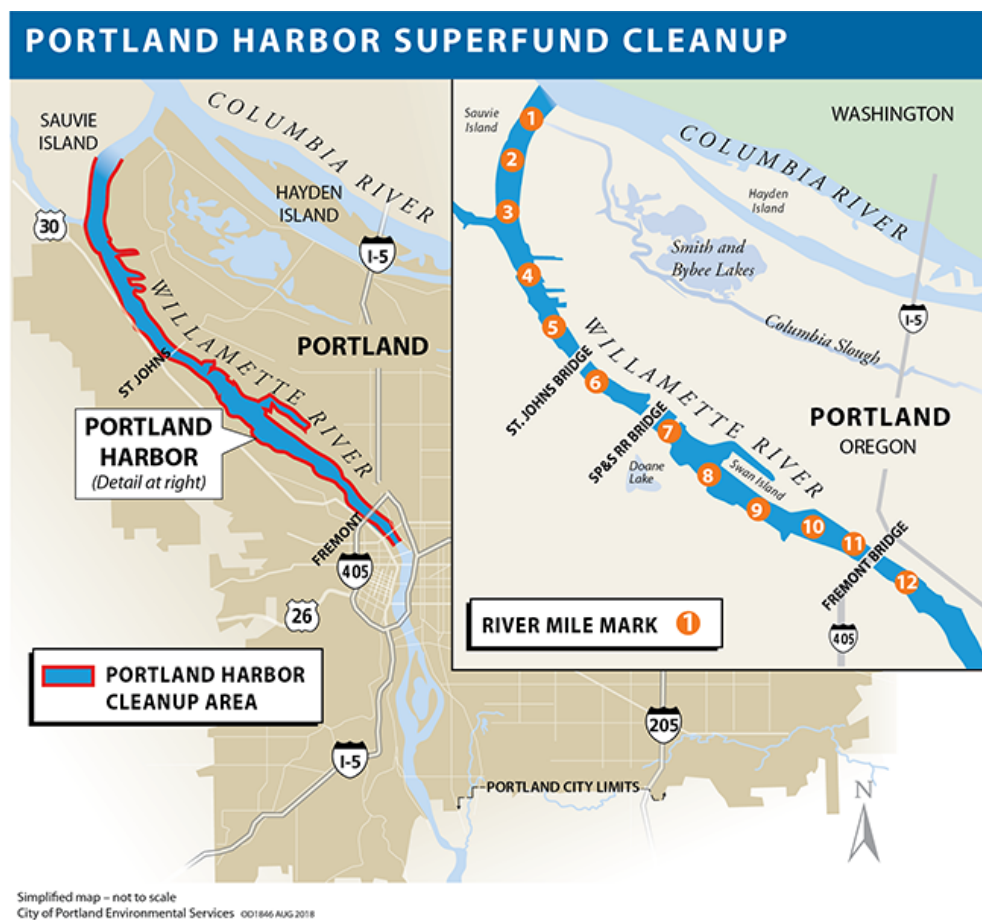 PORTLAND HARBOR SUPERFUND CLEANUP
SAUVIE
ISLAND
COLUMBIA RIVER
HAYDEN
ISLAND
30
I-5
WILLAMETTE RIVER
PORTLAND
ST JOHNS
PORTLAND
HARBOR
(Detail at right)
FREMONT
405
26
PORTLAND HARBOR
CLEANUP AREA
I-5
205
PORTLAND CITY LIMITS
N
Sauvie
Island
1
2
3
4
5
6
7
8
9
10
11
12
WASHINGTON
COLUMBIA RIVER
Hayden
Island
Smith and
Bybee Lakes
I-5
Columbia Slough
WILLAMETTE RIVER
ST. JOHNS BRIDGE
SP&S RR BRIDGE
PORTLAND
OREGON
Doane
Lake
Swan Island
FREMONT BRIDGE
405
RIVER MILE MARK 1
Simplified map – not to scale
City of Portland Environmental Services OD1846 AUG 2018